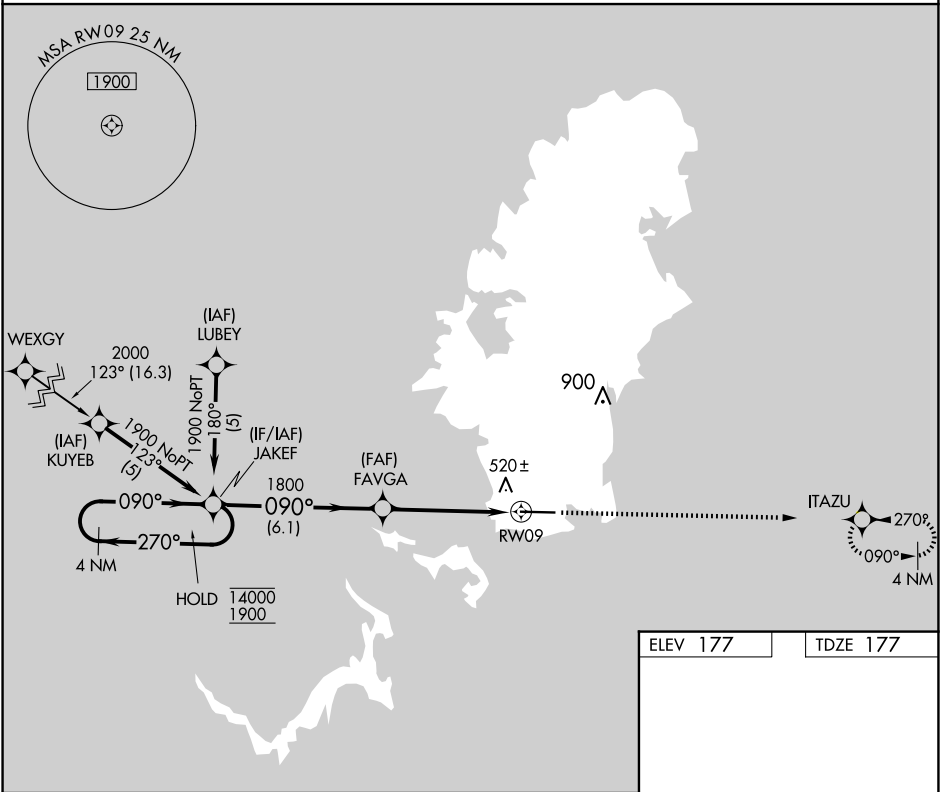 MSA RW09 25 NM
1900
WEXGY
2000
123° (16.3)
(IAF)
LUBEY
1900 NoPT
180°
(5)
(IAF)
KUYEB
1900 NoPT
123°
(5)
(IF/IAF)
JAKEF
090°
270°
4 NM
HOLD
14000
1900
1800
090°
(6.1)
(FAF)
FAVGA
900
520 ±
RW09
ITAZU
270°
090°
4 NM
ELEV 177
TDZE 177